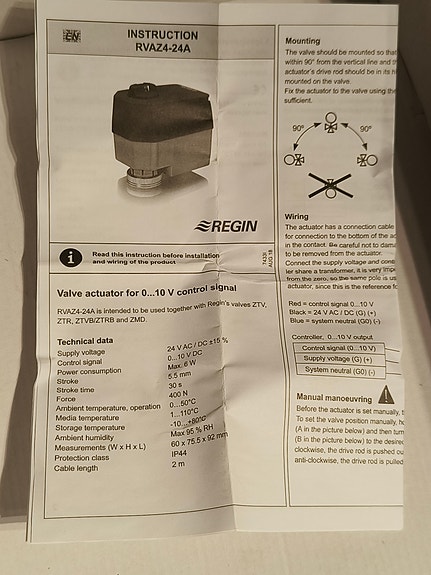 INSTRUCTION
RVAZ4-24A
REGIN
i
Read this instruction before installation
and wiring of the product
7433I
AUG 18
Valve actuator for 0...10 V control signal
RVAZ4-24A is intended to be used together with Regin's valves ZTV,
ZTR, ZTVB/ZTRB and ZMD.
Technical data
Supply voltage 24 V AC / DC ±15 %
Control signal 0...10 V DC
Power consumption Max. 6 W
Stroke 5.5 mm
Stroke time 30 s
Force 400 N
Ambient temperature, operation 0...50°C
Media temperature 1...110°C
Storage temperature -10...+80°C
Ambient humidity Max 95 % RH
Measurements (W x H x L) 60 x 75.5 x 92 mm
Protection class IP44
Cable length 2 m
Mounting
The valve should be mounted so that
within 90° from the vertical line and
actuator's drive rod should be in its
mounted on the valve.
Fix the actuator to the valve using
sufficient.
90° 90°
Wiring
The actuator has a connection cable
for connection to the bottom of the
in the contact. Be careful not to
to be removed from the actuator.
Connect the supply voltage and
ler share a transformer, it is very
from the zero, so the same pole is
actuator, since this is the reference
Red = control signal 0...10 V
Black = 24 V AC / DC (G) (+)
Blue = system neutral (G0) (-)
Controller, 0...10 V output
Control signal (0...10 V)
Supply voltage (G) (+)
System neutral (G0) (-)
Manual manoeuvring
Before the actuator is set manually,
To set the valve position manually,
(A in the picture below) and then
(B in the picture below) to the
clockwise, the drive rod is pushed
anti-clockwise, the drive rod is pulled